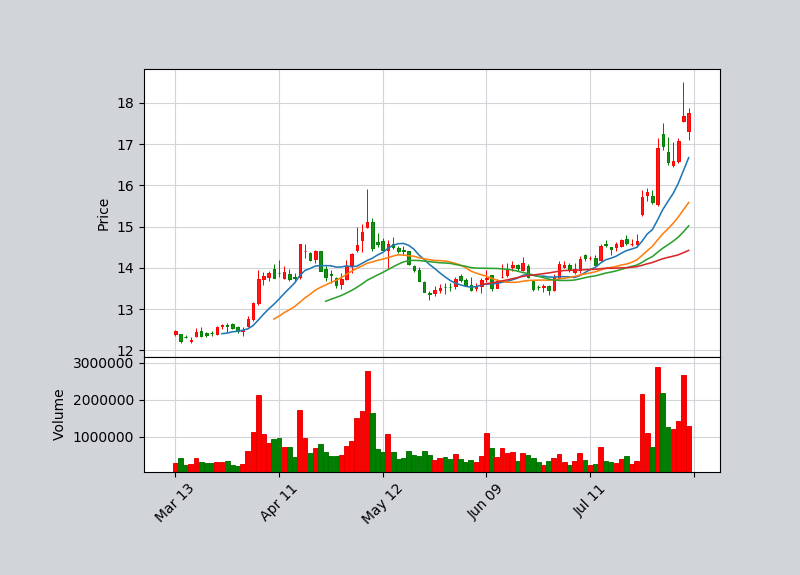 18
17
16
15
14
13
12
Price
3000000
2000000
1000000
Volume
Mar 13
Apr 11
May 12
Jun 09
Jul 11